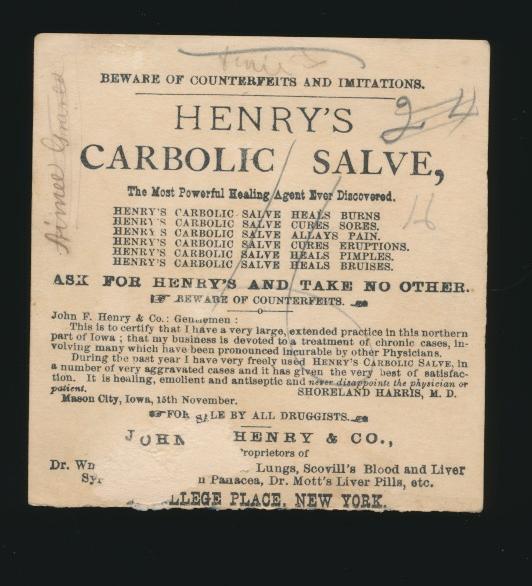 BEWARE OF COUNTERFEITS AND IMITATIONS.
24
HENRY'S
CARBOLIC SALVE,
The Most Powerful Healing Agent Ever Discovered.
HENRY'S CARBOLIC SALVE HEALS BURNS
HENRY'S CARBOLIC SALVE CURES SORES.
HENRY'S CARBOLIC SALVE ALLAYS PAIN.
HENRY'S CARBOLIC SALVE CURES ERUPTIONS.
HENRY'S CARBOLIC SALVE HEALS PIMPLES.
HENRY'S CARBOLIC SALVE HEALS BRUISES.
ASK FOR HENRY'S AND TAKE NO OTHER.
BEWARE OF COUNTERFEITS.
John F. Henry & Co.: Gentlemen:
This is to certify that I have a very large, extended practice in this northern
part of Iowa; that my business is devoted to a treatment of chronic cases, in-
volving many which have been pronounced incurable by other Physicians.
During the past year I have very freely used HENRY'S CARBOLIC SALVE, in
a number of very aggravated cases and it has given the very best of satisfac-
tion. It is healing, emolient and antiseptic and never disappoints the physician or
patient. SHORELAND HARRIS, M. D.
Mason City, Iowa, 15th November.
FOR SALE BY ALL DRUGGISTS.
JOHN HENRY & CO.,
roprietors of
Dr. Lungs, Scovill's Blood and Liver
Panacea, Dr. Mott's Liver Pills, etc.
LLEGE PLACE, NEW YORK.
Aimee